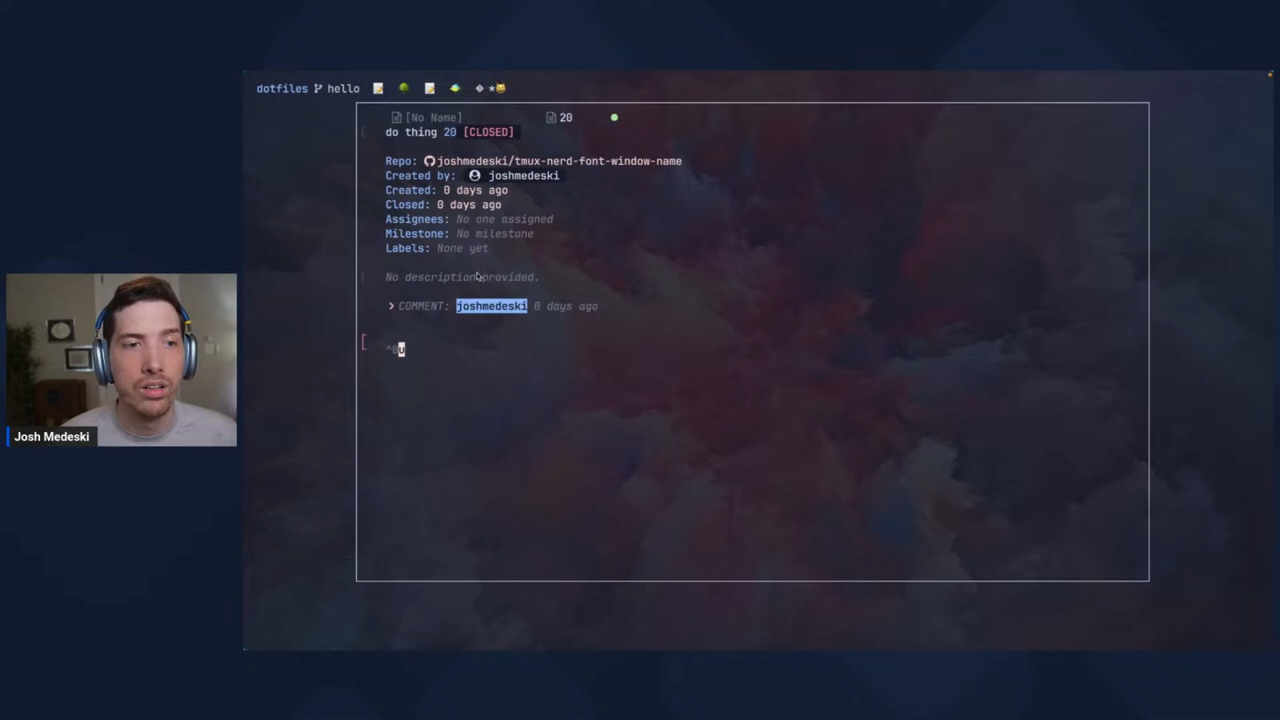 dotfiles hello
[No Name] 20
do thing 20 [CLOSED]
Repo: joshmedeski/tmux-nerd-font-window-name
Created by: joshmedeski
Created: 0 days ago
Closed: 0 days ago
Assignees: No one assigned
Milestone: No milestone
Labels: None yet
No description provided.
> COMMENT: joshmedeski 0 days ago
Josh Medeski